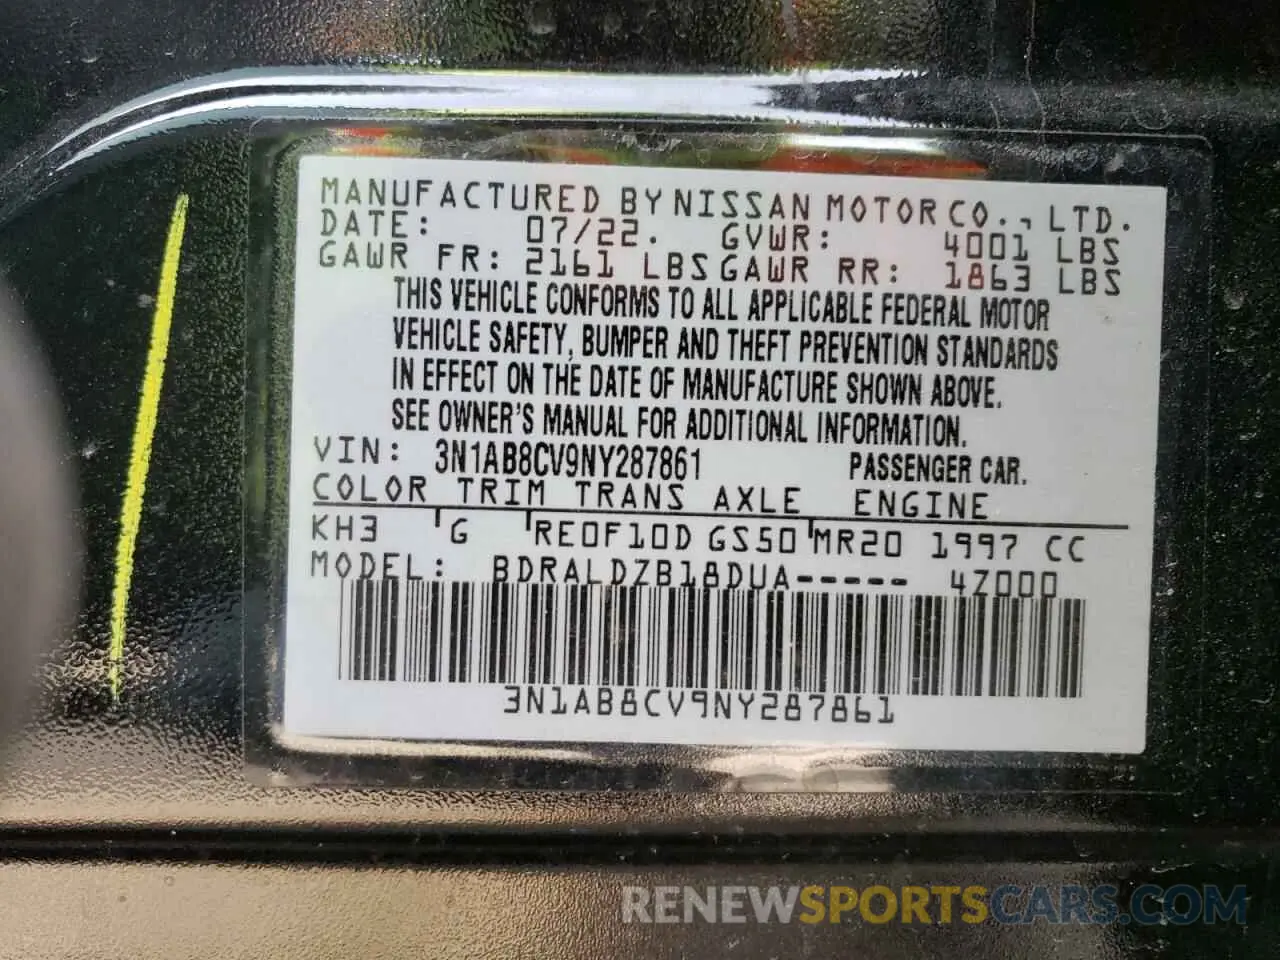 MANUFACTURED BY NISSAN MOTOR CO., LTD.
DATE: 07/22. GVWR: 4001 LBS
GAWR FR: 2161 LBS GAWR RR: 1863 LBS
THIS VEHICLE CONFORMS TO ALL APPLICABLE FEDERAL MOTOR
VEHICLE SAFETY, BUMPER AND THEFT PREVENTION STANDARDS
IN EFFECT ON THE DATE OF MANUFACTURE SHOWN ABOVE.
SEE OWNER'S MANUAL FOR ADDITIONAL INFORMATION.
VIN: 3N1AB8CV9NY287861 PASSENGER CAR.
COLOR TRIM TRANS AXLE ENGINE
KH3 G RE0F10D GS50 MR20 1997 CC
MODEL: BDRALDZB18DUA----- 4Z000
3N1AB8CV9NY287861
RENEWSPORTSCARS.COM